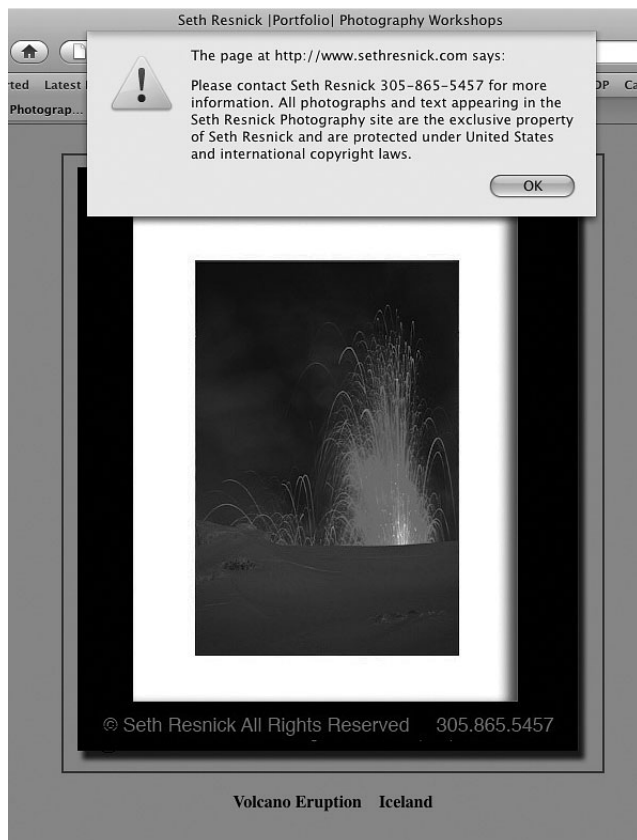 Seth Resnick |Portfolio| Photography Workshops
The page at http://www.sethresnick.com says:
Please contact Seth Resnick 305-865-5457 for more
information. All photographs and text appearing in the
Seth Resnick Photography site are the exclusive property
of Seth Resnick and are protected under United States
and international copyright laws.
OK
rted Latest
OP Ca
Photograp...
© Seth Resnick All Rights Reserved 305.865.5457
Volcano Eruption Iceland